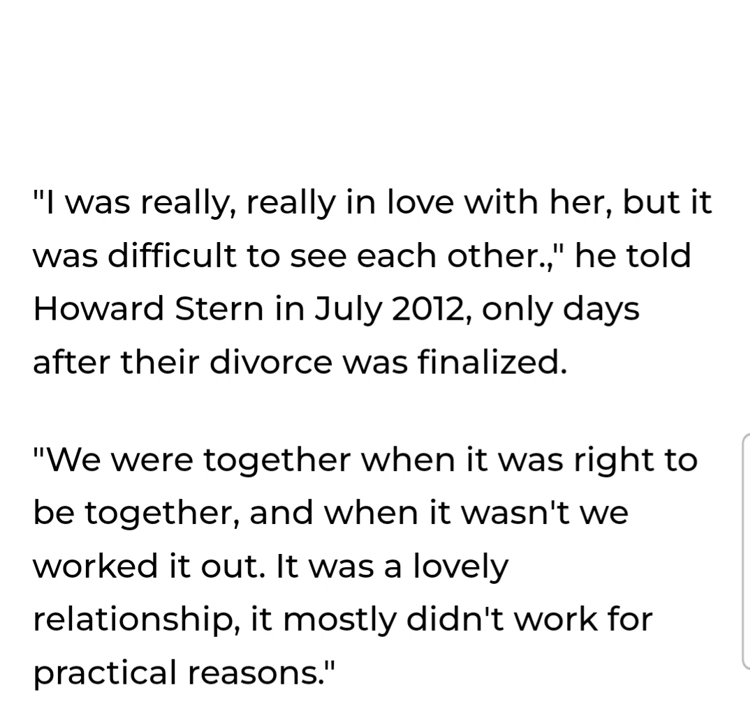 "I was really, really in love with her, but it
was difficult to see each other.," he told
Howard Stern in July 2012, only days
after their divorce was finalized.
"We were together when it was right to
be together, and when it wasn't we
worked it out. It was a lovely
relationship, it mostly didn't work for
practical reasons."